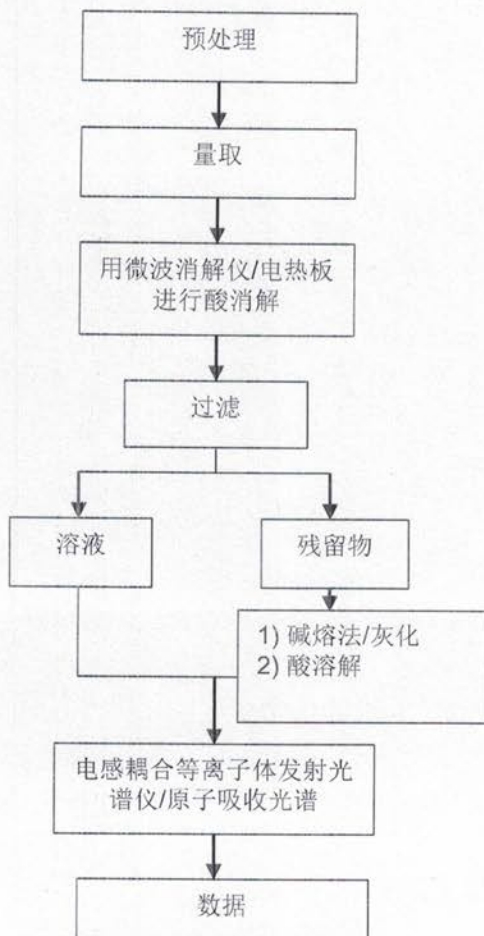 预处理
量取
用微波消解仪/电热板
进行酸消解
过滤
溶液
残留物
1) 碱熔法/灰化
2) 酸溶解
电感耦合等离子体发射光
谱仪/原子吸收光谱
数据